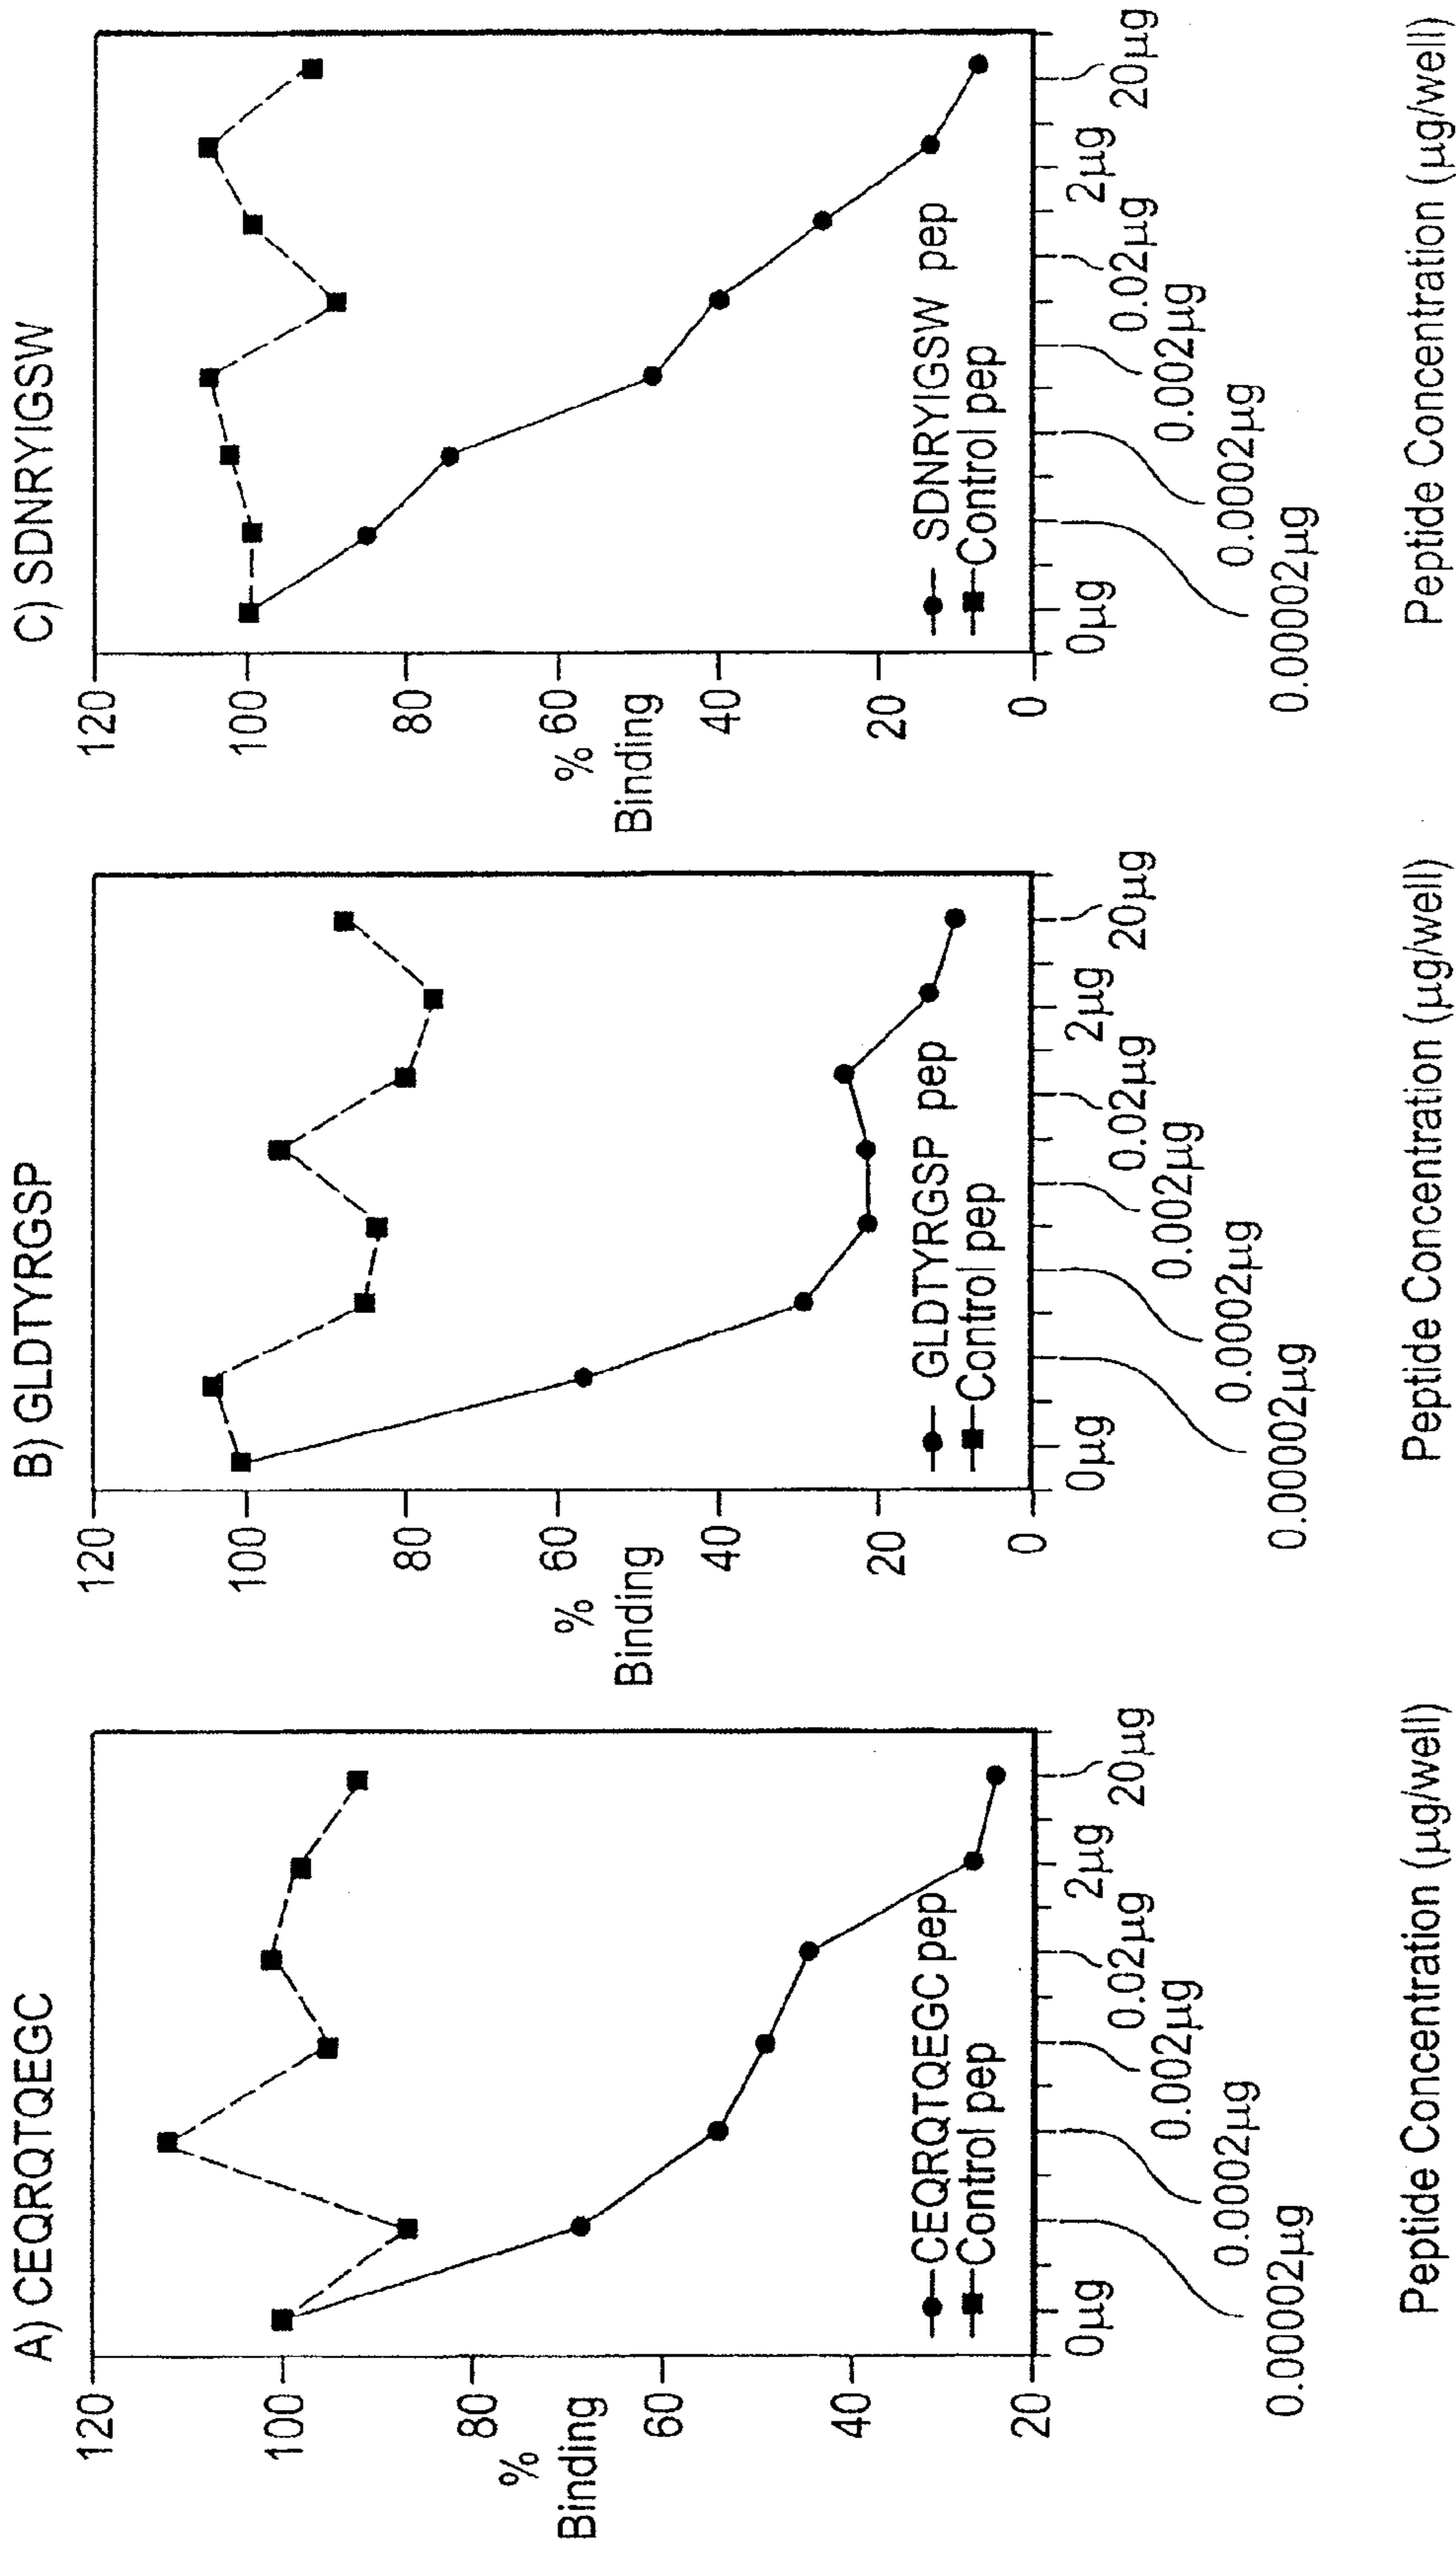 A) CEQRQTQEGC
120
100
80
60
40
20
%
Binding
CEQRQTQEGC pep
Control pep
0μg
0.00002μg
0.0002μg
0.002μg
0.02μg
2μg
20μg
Peptide Concentration (μg/well)
B) GLDTYRGSP
120
100
80
60
40
20
0
%
Binding
GLDTYRGSP pep
Control pep
0μg
0.00002μg
0.0002μg
0.002μg
0.02μg
2μg
20μg
Peptide Concentration (μg/well)
C) SDNRYIGSW
120
100
80
60
40
20
0
%
Binding
SDNRYIGSW pep
Control pep
0μg
0.00002μg
0.0002μg
0.002μg
0.02μg
2μg
20μg
Peptide Concentration (μg/well)